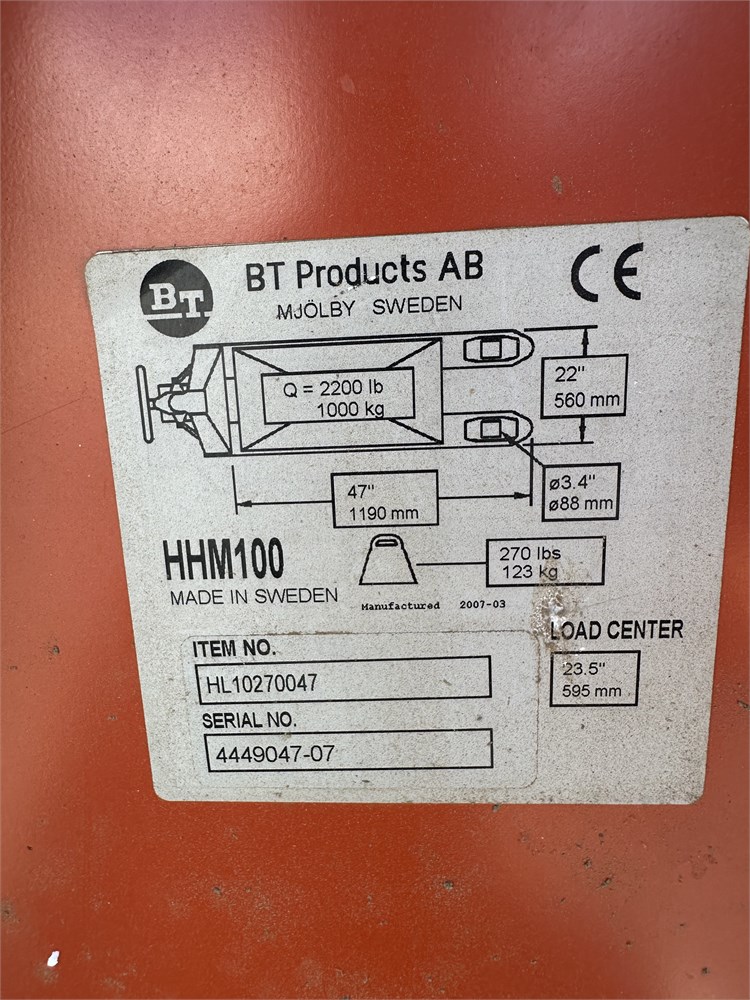 BT
BT Products AB
CE
MJÖLBY SWEDEN
Q = 2200 lb
1000 kg
22"
560 mm
ø3.4"
ø88 mm
47"
1190 mm
HHM100
MADE IN SWEDEN
270 lbs
123 kg
Manufactured 2007-03
ITEM NO.
HL10270047
SERIAL NO.
4449047-07
LOAD CENTER
23.5"
595 mm